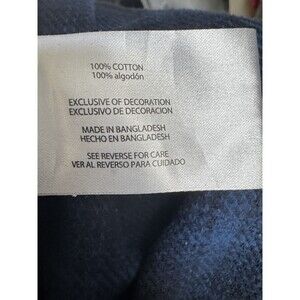 100% COTTON
100% algodón
EXCLUSIVE OF DECORATION
EXCLUSIVO DE DECORACION
MADE IN BANGLADESH
HECHO EN BANGLADESH
SEE REVERSE FOR CARE
VER AL REVERSO PARA CUIDADO